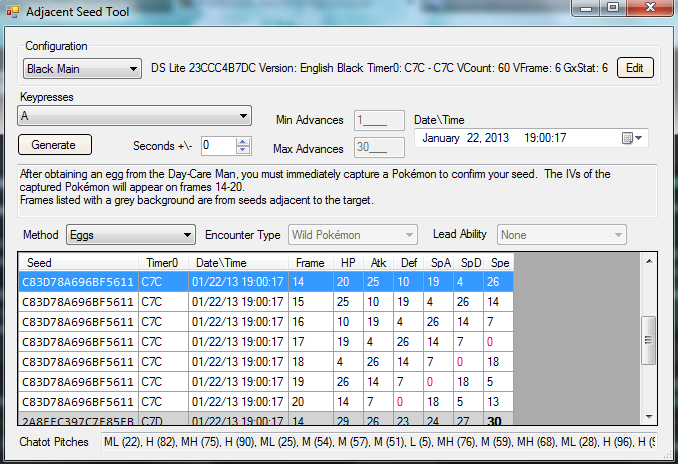 Adjacent Seed Tool
Configuration
Black Main DS Lite 23CCC4B7DC Version: English Black Timer0: C7C - C7C VCount: 60 VFrame: 6 GxStat: 6 Edit
Keypresses
A Min Advances 1___ Date\Time
Generate Seconds +\- 0 Max Advances 30___ January 22, 2013 19:00:17
After obtaining an egg from the Day-Care Man, you must immediately capture a Pokémon to confirm your seed. The IVs of the
captured Pokémon will appear on frames 14-20.
Frames listed with a grey background are from seeds adjacent to the target.
Method Eggs Encounter Type Wild Pokémon Lead Ability None
Seed Timer0 Date\Time Frame HP Atk Def SpA SpD Spe
C83D78A696BF5611 C7C 01/22/13 19:00:17 14 20 25 10 19 4 26
C83D78A696BF5611 C7C 01/22/13 19:00:17 15 25 10 19 4 26 14
C83D78A696BF5611 C7C 01/22/13 19:00:17 16 10 19 4 26 14 7
C83D78A696BF5611 C7C 01/22/13 19:00:17 17 19 4 26 14 7 0
C83D78A696BF5611 C7C 01/22/13 19:00:17 18 4 26 14 7 0 18
C83D78A696BF5611 C7C 01/22/13 19:00:17 19 26 14 7 0 18 5
C83D78A696BF5611 C7C 01/22/13 19:00:17 20 14 7 0 18 5 13
C7D 01/22/13 19:00:17 14 29 26 23 24 27 30
Chatot Pitches ML (22), H (82), MH (75), H (90), ML (25), M (54), M (57), M (51), L (5), MH (76), M (59), MH (68), ML (28), H (96), H (9